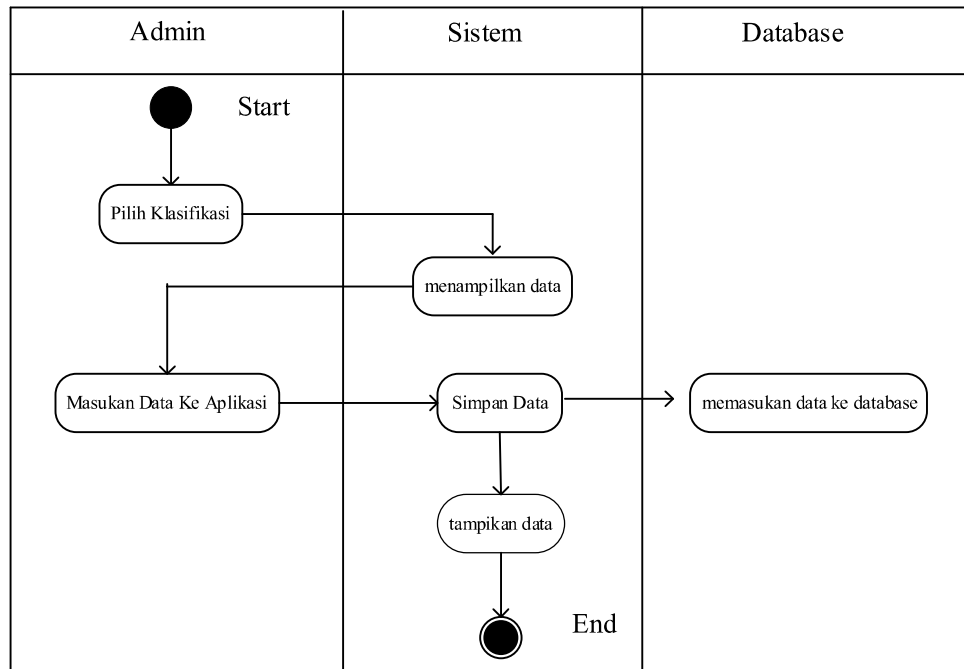 Admin
Sistem
Database
Start
Pilih Klasifikasi
menampilkan data
Masukan Data Ke Aplikasi
Simpan Data
memasukan data ke database
tampikan data
End